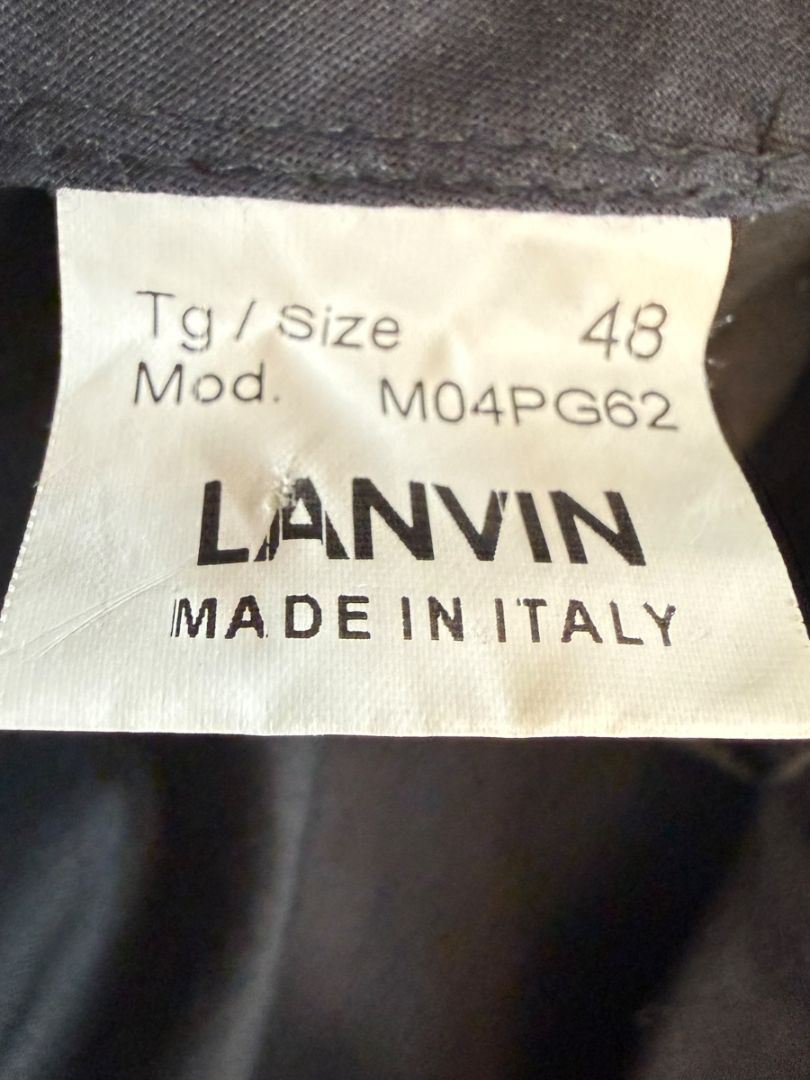 Tg / Size 48
Mod. M04PG62
LANVIN
MADE IN ITALY